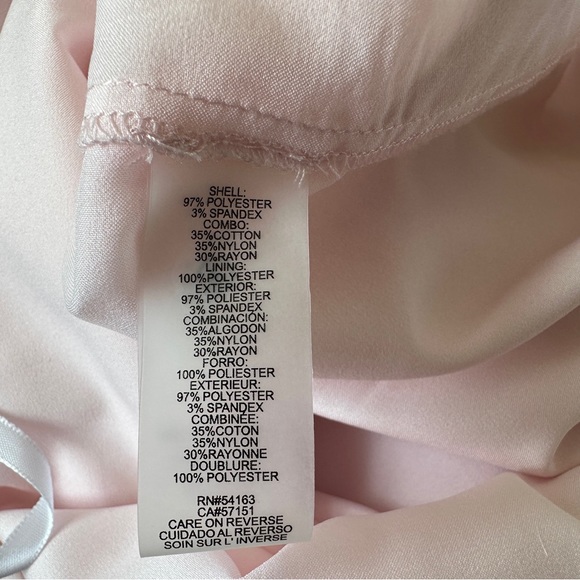 SHELL:
97% POLYESTER
3% SPANDEX
COMBO:
35%COTTON
35%NYLON
30%RAYON
LINING:
100%POLYESTER
EXTERIOR:
97% POLIESTER
3% SPANDEX
COMBINACIÓN:
35%ALGODON
35%NYLON
30%RAYON
FORRO:
100% POLIESTER
EXTERIEUR:
97% POLYESTER
3% SPANDEX
COMBINÉE:
35%COTON
35%NYLON
30%RAYONNE
DOUBLURE:
100% POLYESTER
RN#54163
CA#57151
CARE ON REVERSE
CUIDADO AL REVERSO
SOIN SUR L' INVERSE